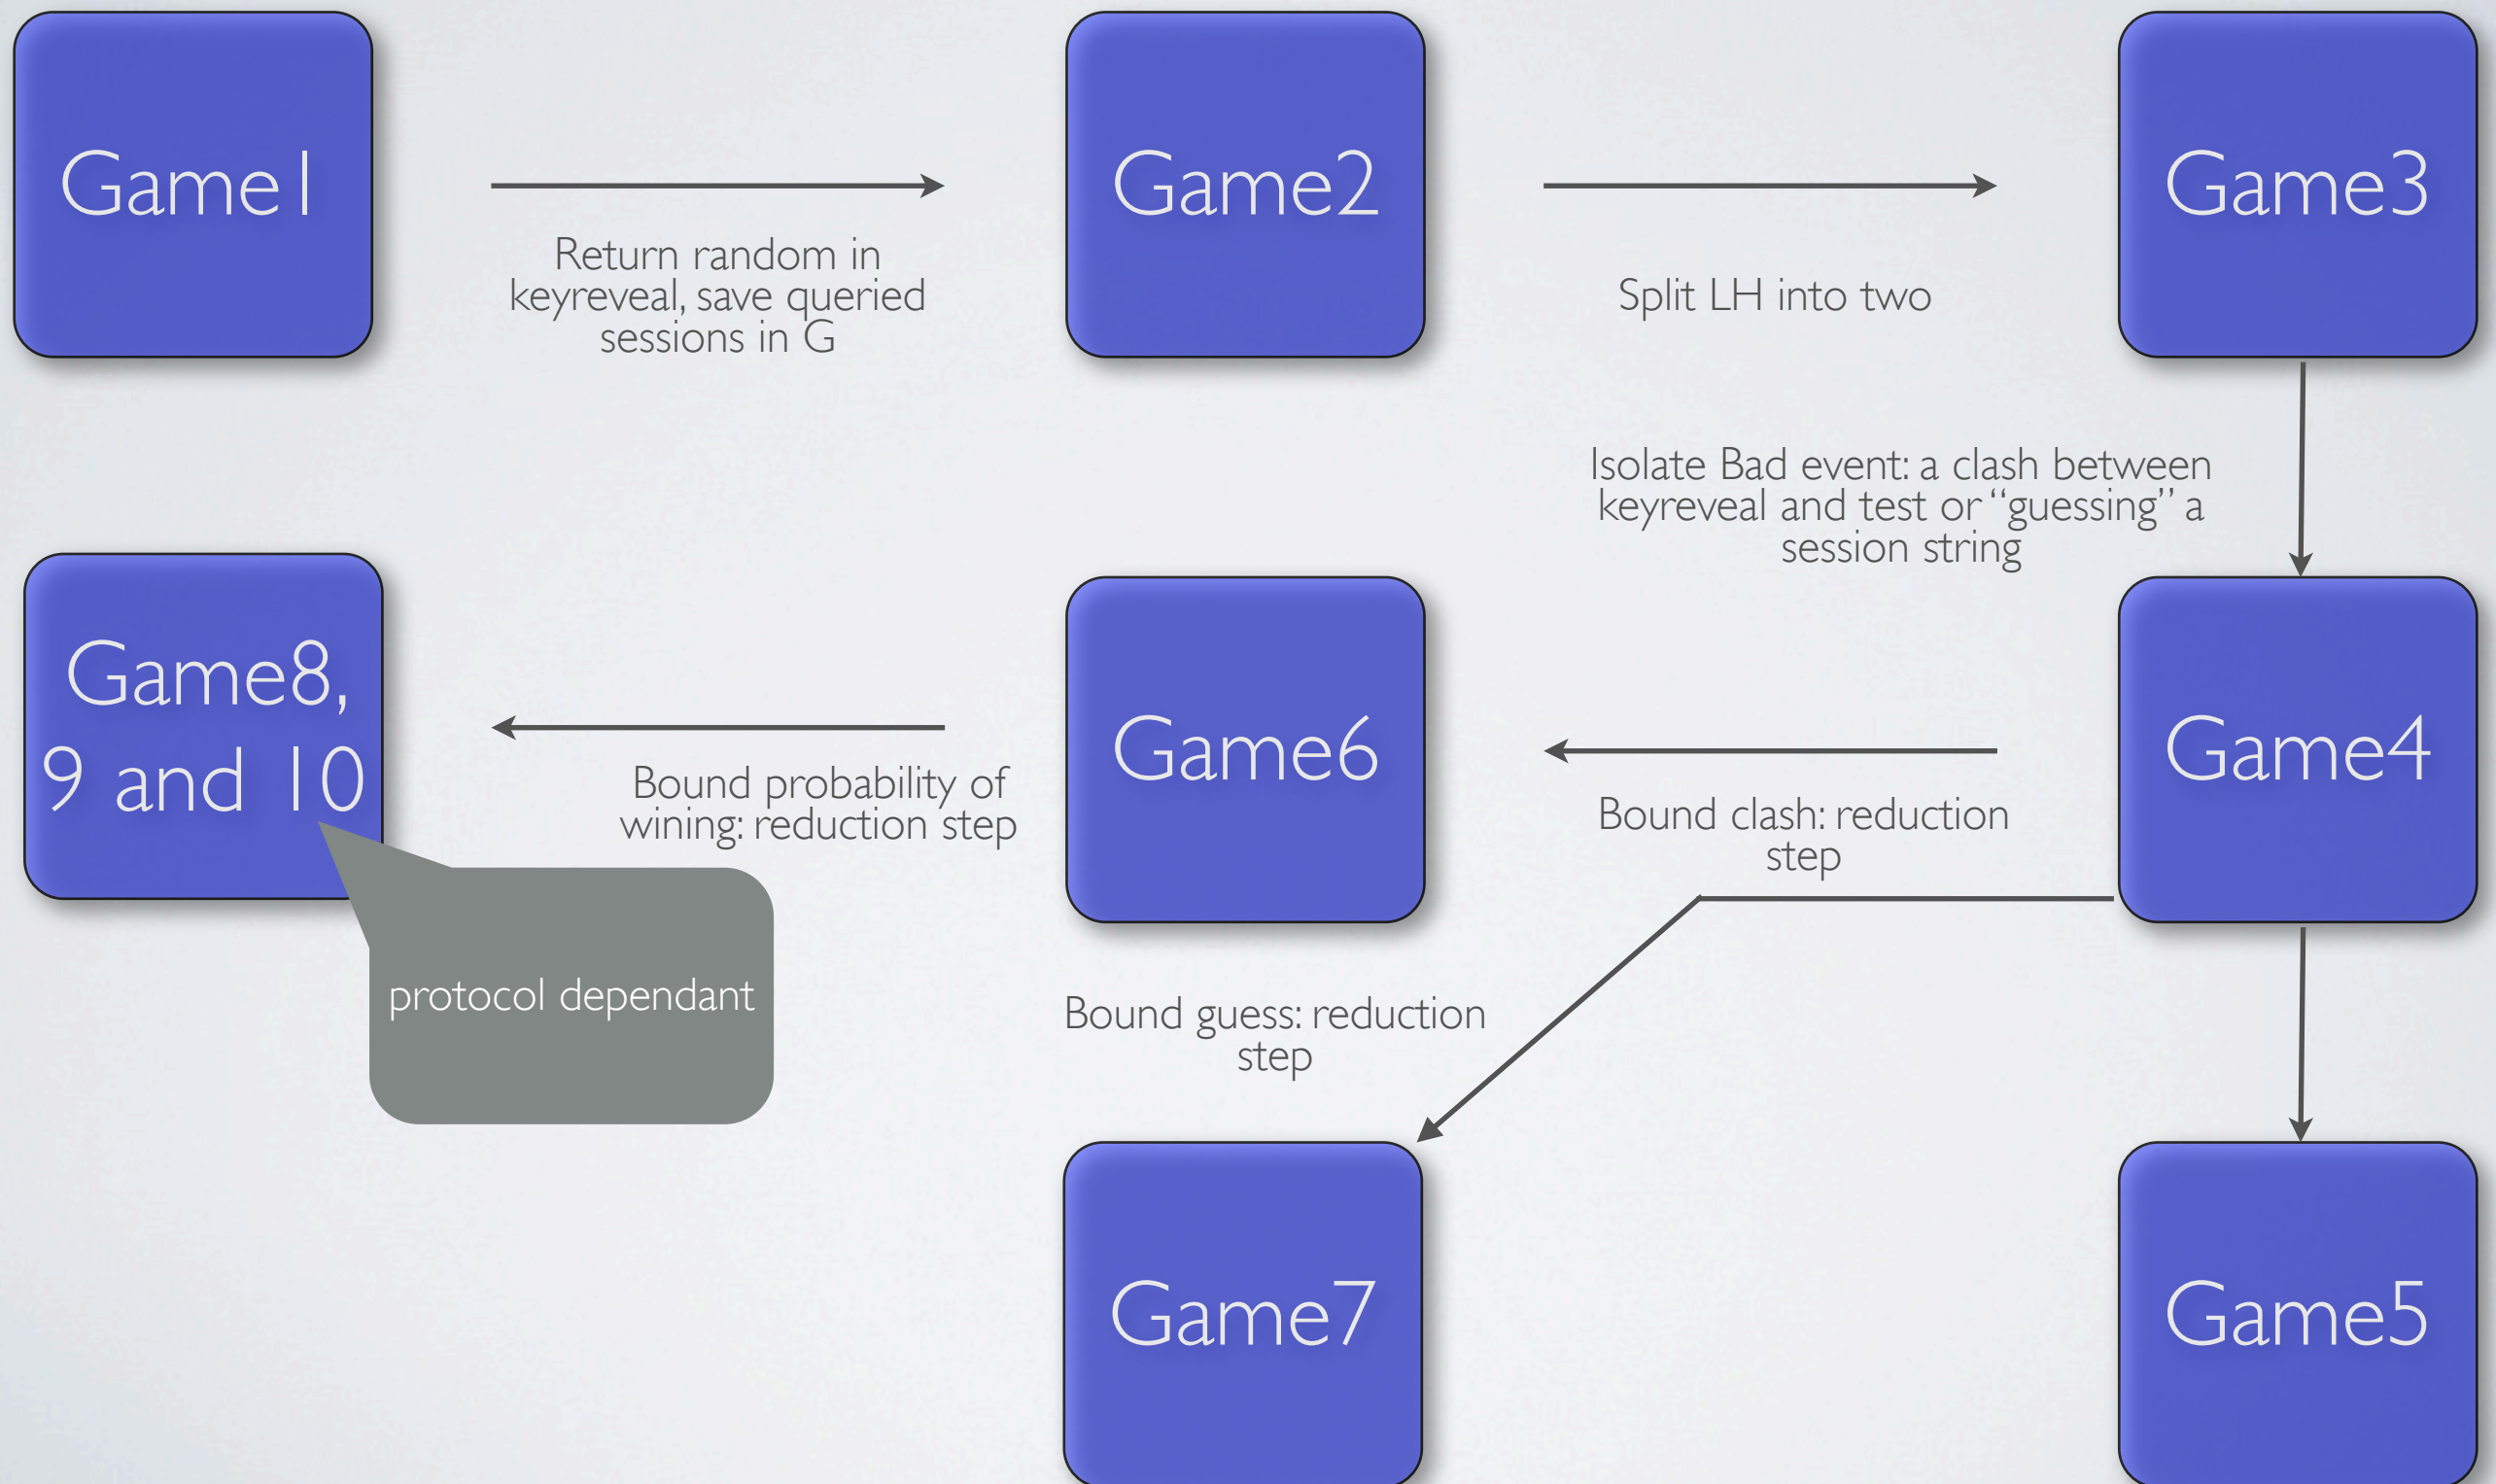 Game1
Game2
Game3
Return random in
keyreveal, save queried
sessions in G
Split LH into two
Isolate Bad event: a clash between
keyreveal and test or “guessing” a
session string
Game8,
9 and 10
Game6
Game4
Bound probability of
wining: reduction step
Bound clash: reduction
step
protocol dependant
Bound guess: reduction
step
Game7
Game5